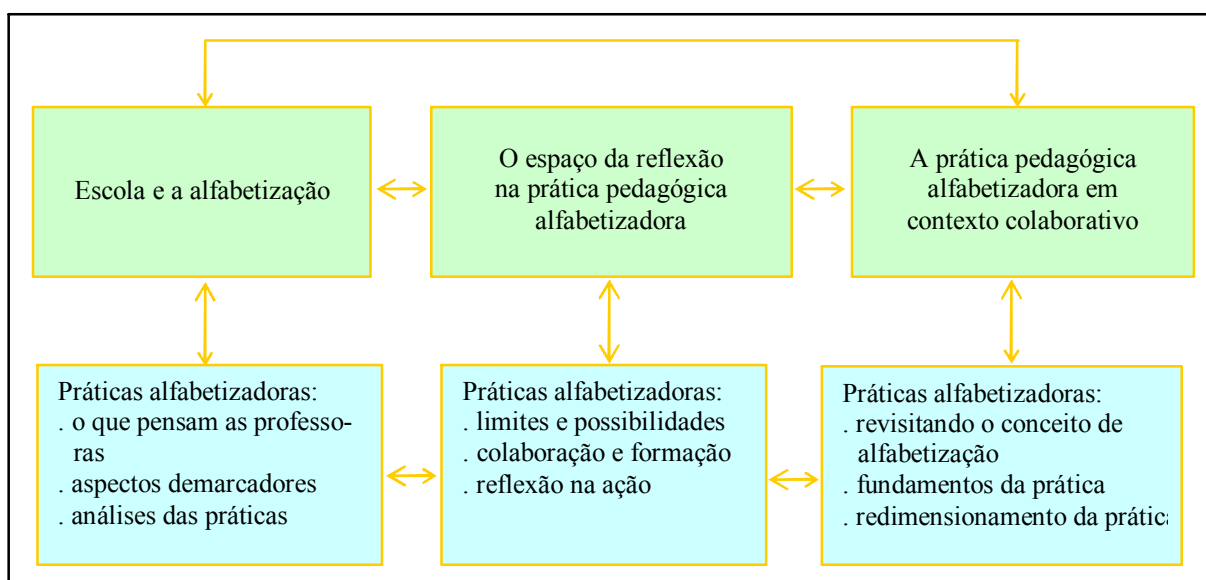 Escola e a alfabetização
O espaço da reflexão
na prática pedagógica
alfabetizadora
A prática pedagógica
alfabetizadora em
contexto colaborativo
Práticas alfabetizadoras:
. o que pensam as professo-
ras
. aspectos demarcadores
. análises das práticas
Práticas alfabetizadoras:
. limites e possibilidades
. colaboração e formação
. reflexão na ação
Práticas alfabetizadoras:
. revisitando o conceito de
alfabetização
. fundamentos da prática
. redimensionamento da prática